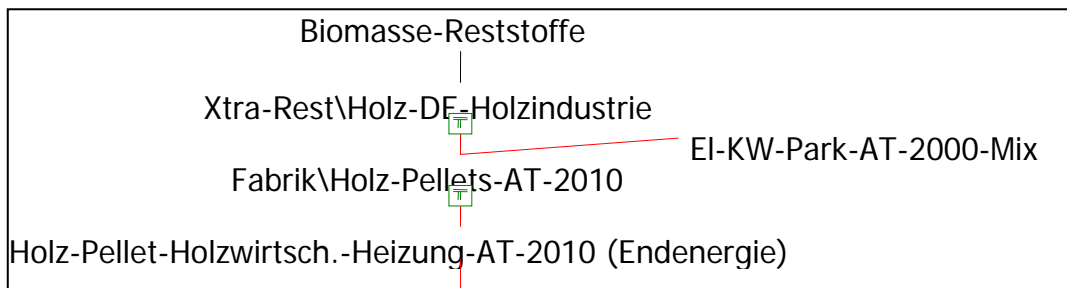 Biomasse-Reststoffe
Xtra-Rest\Holz-DE-Holzindustrie
El-KW-Park-AT-2000-Mix
Fabrik\Holz-Pellets-AT-2010
Holz-Pellet-Holzwirtsch.-Heizung-AT-2010 (Endenergie)